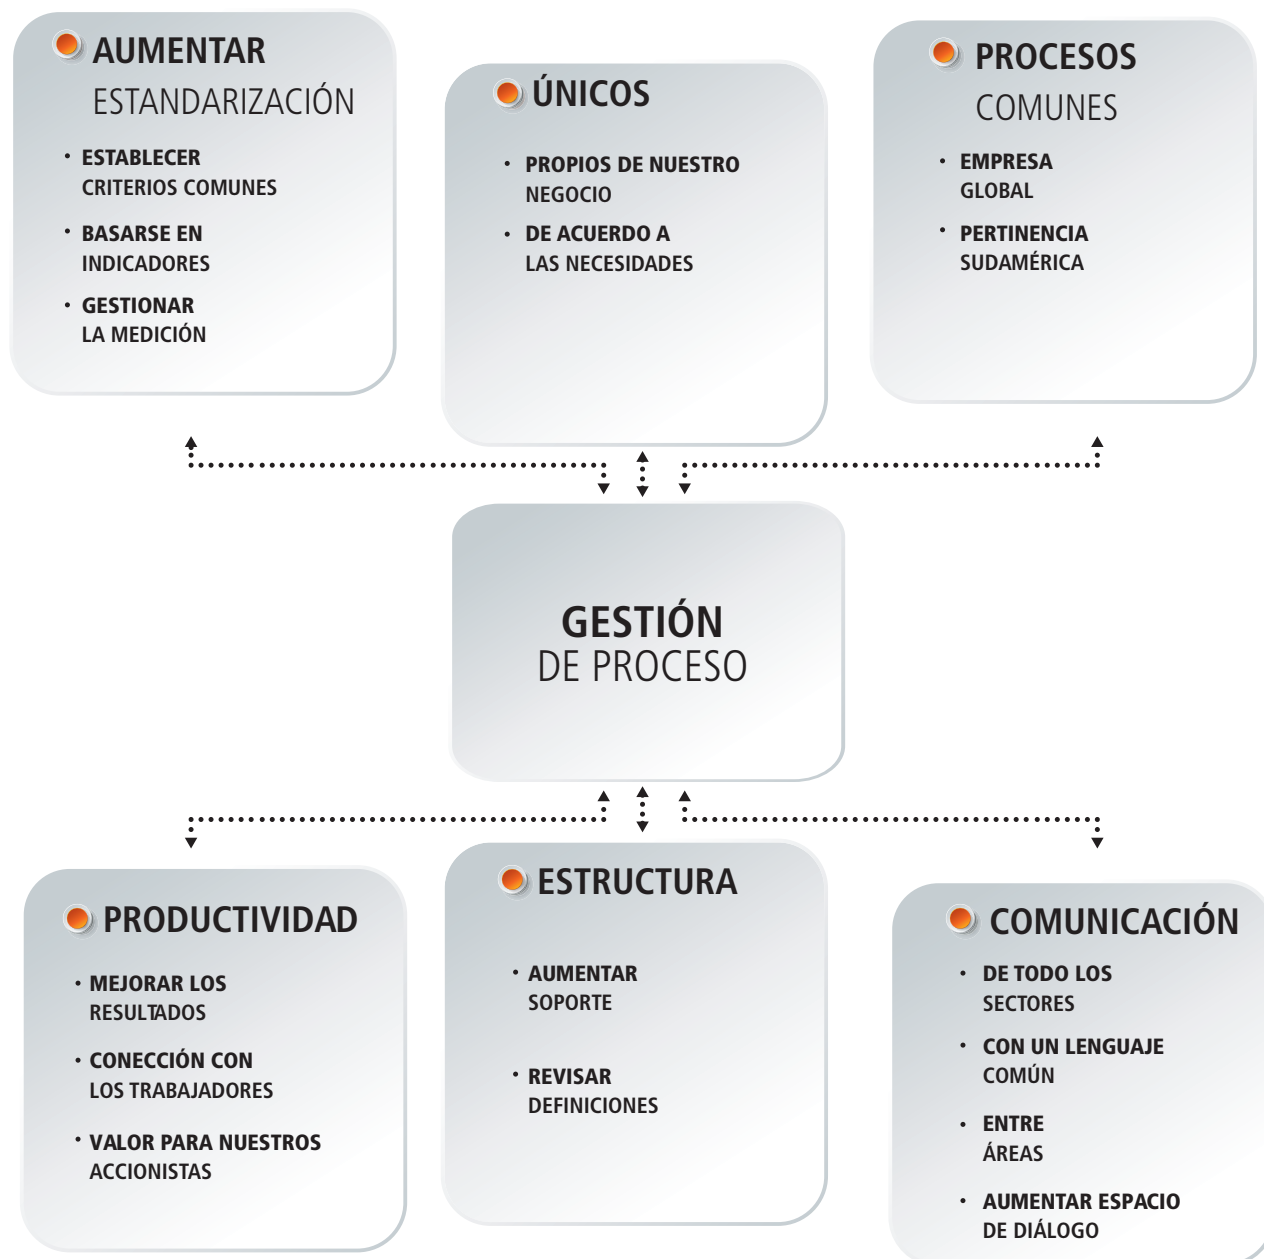 AUMENTAR
ESTANDARIZACIÓN
· ESTABLECER
CRITERIOS COMUNES
· BASARSE EN
INDICADORES
· GESTIONAR
LA MEDICIÓN
ÚNICOS
· PROPIOS DE NUESTRO
NEGOCIO
· DE ACUERDO A
LAS NECESIDADES
PROCESOS
COMUNES
· EMPRESA
GLOBAL
· PERTINENCIA
SUDAMÉRICA
GESTIÓN
DE PROCESO
PRODUCTIVIDAD
· MEJORAR LOS
RESULTADOS
· CONECCIÓN CON
LOS TRABAJADORES
· VALOR PARA NUESTROS
ACCIONISTAS
ESTRUCTURA
· AUMENTAR
SOPORTE
· REVISAR
DEFINICIONES
COMUNICACIÓN
· DE TODO LOS
SECTORES
· CON UN LENGUAJE
COMÚN
· ENTRE
ÁREAS
· AUMENTAR ESPACIO
DE DIÁLOGO